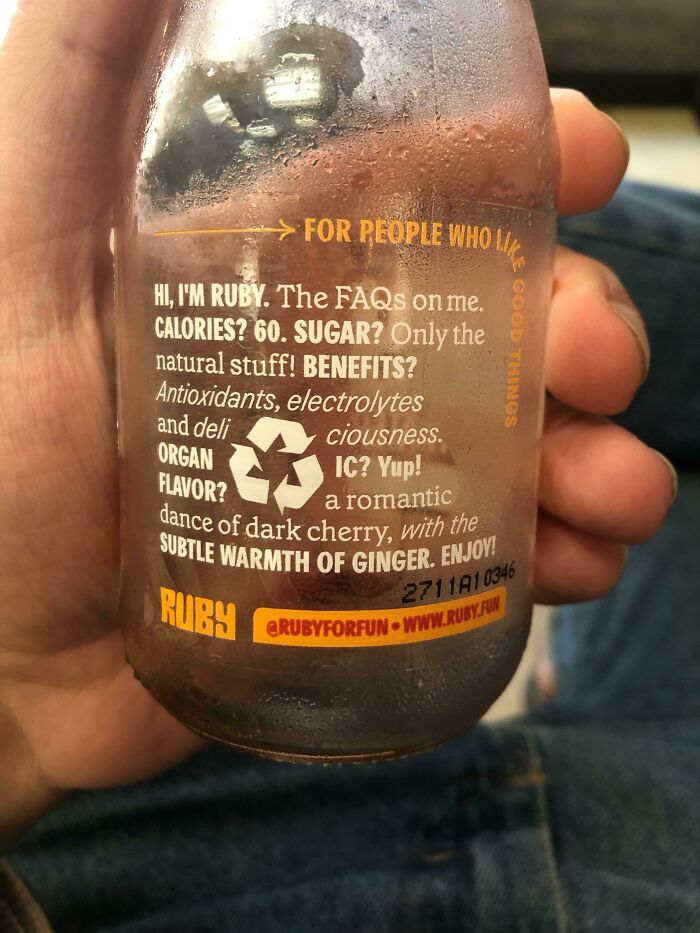 FOR PEOPLE WHO LIKE GOOD THINGS
HI, I'M RUBY. The FAQs on me.
CALORIES? 60. SUGAR? Only the
natural stuff! BENEFITS?
Antioxidants, electrolytes
and deli ciousness.
ORGAN IC? Yup!
FLAVOR? a romantic
dance of dark cherry, with the
SUBTLE WARMTH OF GINGER. ENJOY!
2711A10346
RUBY @RUBYFORFUN • WWW.RUBY.FUN